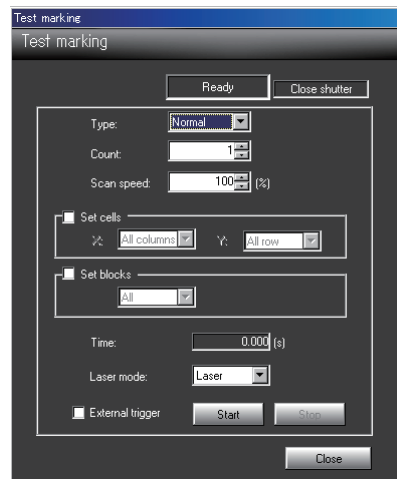 Test marking
Test marking
Ready Close shutter
Type: Normal
Count: 1
Scan speed: 100 (%)
Set cells
X: All columns Y: All row
Set blocks
All
Time: 0.000 (s)
Laser mode: Laser
External trigger Start Stop
Close